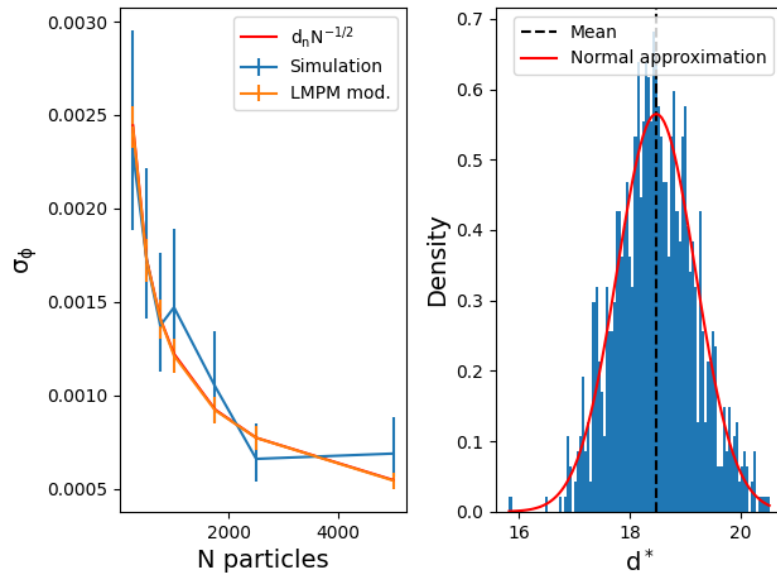 0.0030
0.0025
0.0020
0.0015
0.0010
0.0005
σϕ
dₙN⁻¹/²
Simulation
LMPM mod.
2000 4000
N particles
0.7
0.6
0.5
0.4
0.3
0.2
0.1
0.0
Density
Mean
Normal approximation
16 18 20
d*